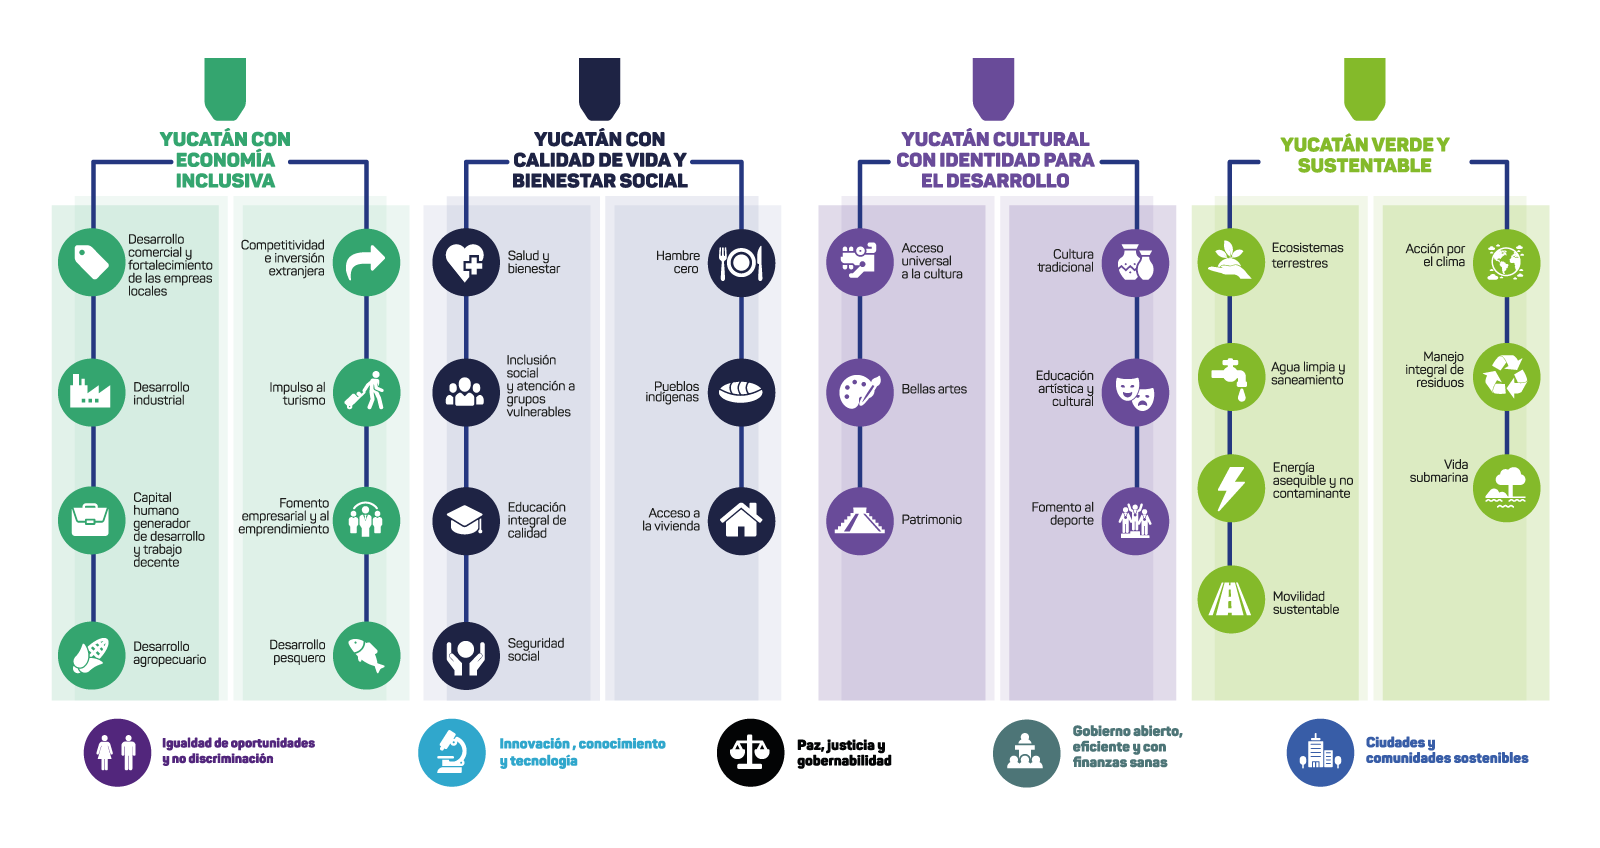 YUCATÁN CON
ECONOMÍA
INCLUSIVA
Desarrollo
comercial y
fortalecimiento
de las empreas
locales
Desarrollo
industrial
Capital
humano
generador
de desarrollo
y trabajo
decente
Desarrollo
agropecuario
Competitividad
e inversión
extranjera
Impulso al
turismo
Fomento
empresarial y al
emprendimiento
Desarrollo
pesquero
YUCATÁN CON
CALIDAD DE VIDA Y
BIENESTAR SOCIAL
Salud y
bienestar
Inclusión
social
y atención a
grupos
vulnerables
Educación
integral de
calidad
Seguridad
social
Hambre
cero
Pueblos
indígenas
Acceso a
la vivienda
YUCATÁN CULTURAL
CON IDENTIDAD PARA
EL DESARROLLO
Acceso
universal
a la cultura
Bellas artes
Patrimonio
Cultura
tradicional
Educación
artística y
cultural
Fomento al
deporte
YUCATÁN VERDE Y
SUSTENTABLE
Ecosistemas
terrestres
Agua limpia y
saneamiento
Energía
asequible y no
contaminante
Movilidad
sustentable
Acción por
el clima
Manejo
integral de
residuos
Vida
submarina
Igualdad de oportunidades
y no discriminación
Innovación , conocimiento
y tecnología
Paz, justicia y
gobernabilidad
Gobierno abierto,
eficiente y con
finanzas sanas
Ciudades y
comunidades sostenibles